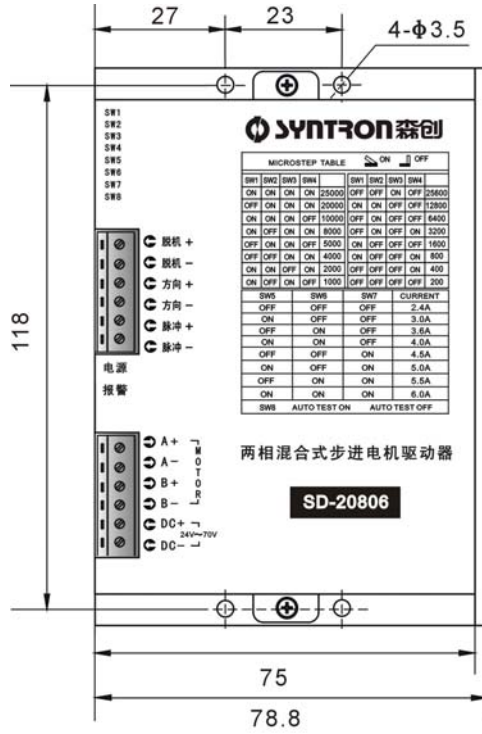 27
23
4-Φ3.5
SW1
SW2
SW3
SW4
SW5
SW6
SW7
SW8
SYNTRON森创
MICROSTEP TABLE ON OFF
SW1 SW2 SW3 SW4 SW1 SW2 SW3 SW4
ON ON ON ON 25000 OFF OFF ON OFF 25600
OFF ON ON ON 20000 ON ON OFF OFF 12800
ON ON ON OFF 10000 ON ON OFF OFF 6400
ON OFF ON ON 8000 ON OFF OFF ON 3200
OFF ON ON OFF 5000 OFF ON OFF OFF 1600
OFF OFF ON ON 4000 OFF OFF OFF ON 800
ON ON OFF ON 2000 ON OFF OFF ON 400
ON OFF ON OFF 1000 OFF OFF OFF OFF 200
SW5 SW6 SW7 CURRENT
OFF OFF OFF 2.4A
ON OFF OFF 3.0A
OFF ON OFF 3.6A
ON ON OFF 4.0A
OFF OFF ON 4.5A
ON OFF ON 5.0A
OFF ON ON 5.5A
ON ON ON 6.0A
SW8 AUTO TEST ON AUTO TEST OFF
脱机 +
脱机 −
方向 +
方向 −
脉冲 +
脉冲 −
电源
报警
118
A+
A−
B+
B−
MOTOR
DC+
24V～70V
DC−
两相混合式步进电机驱动器
SD-20806
75
78.8